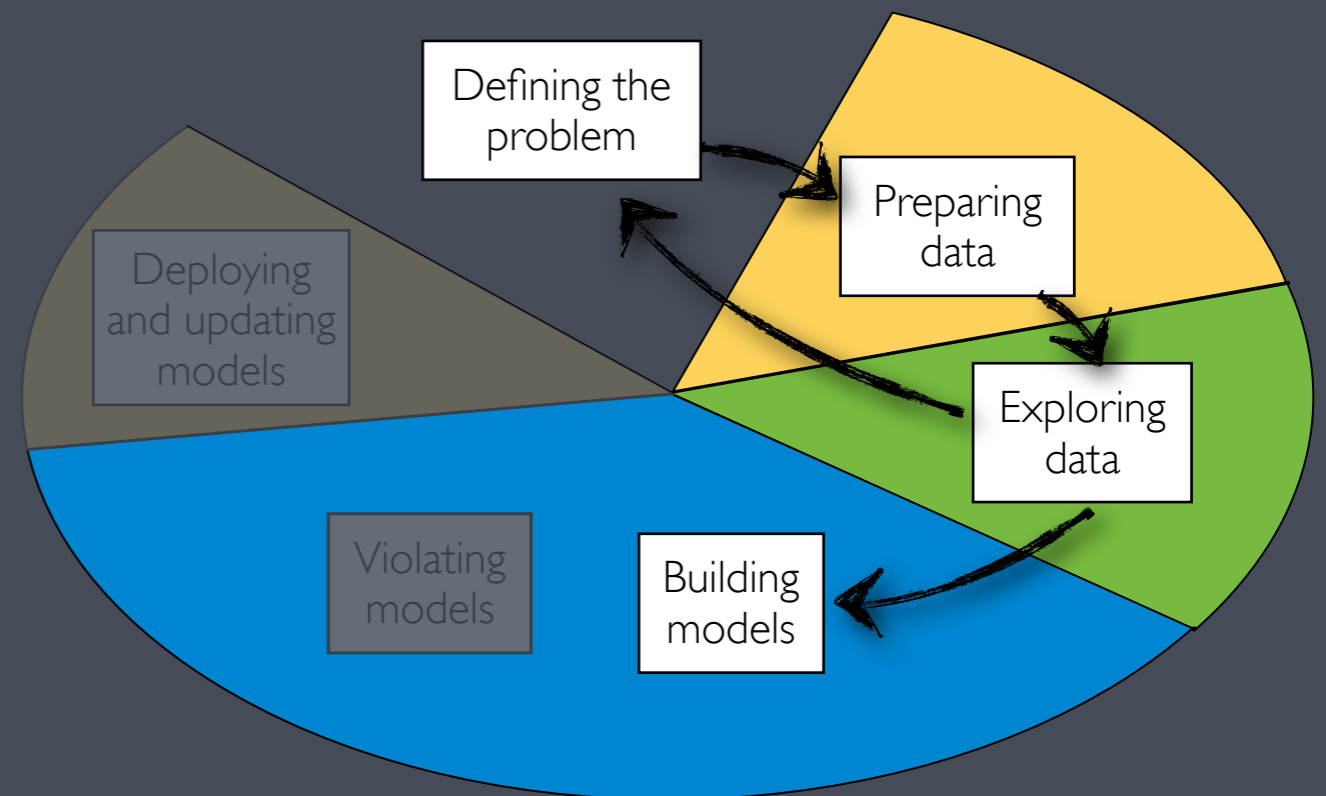 Defining the
problem
Preparing
data
Exploring
data
Building
models
Violating
models
Deploying
and updating
models